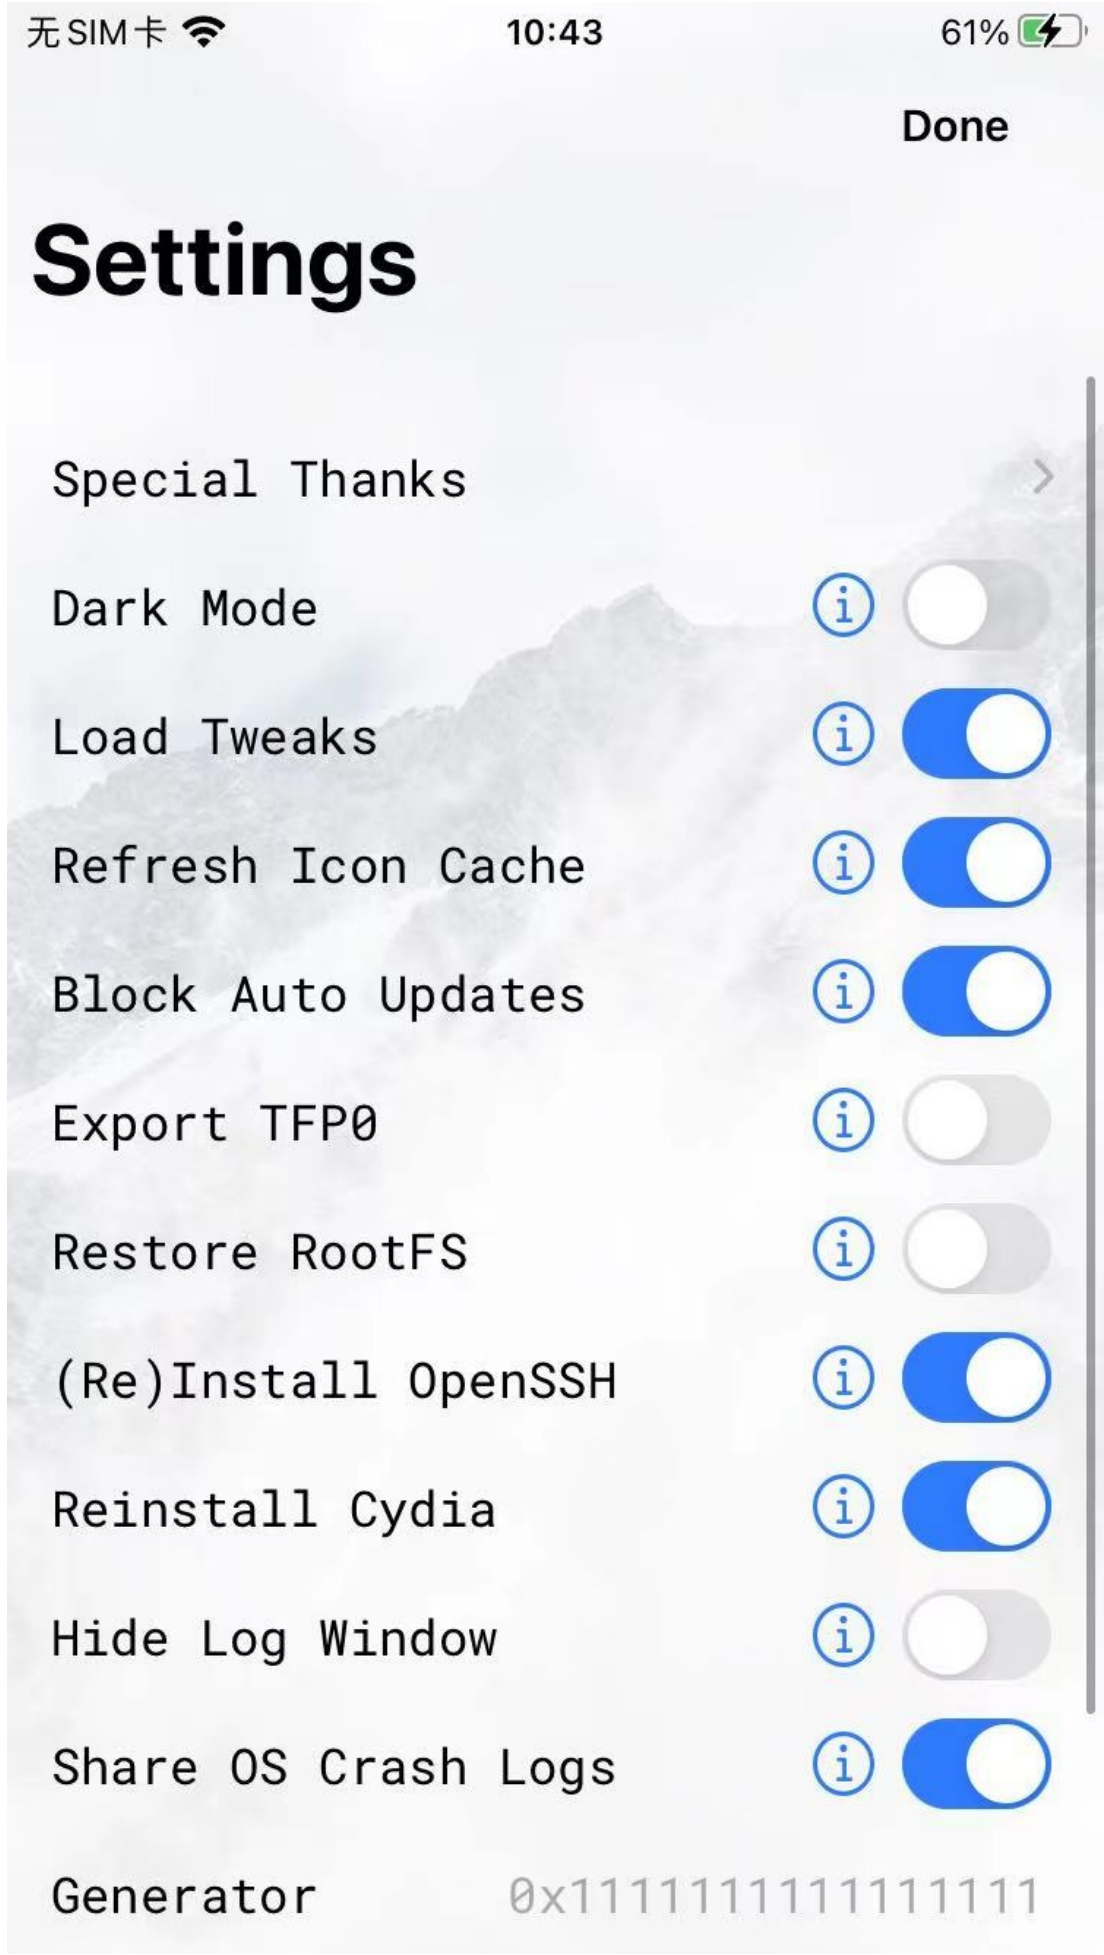 无SIM卡 10:43 61%
Done
Settings
Special Thanks
Dark Mode
Load Tweaks
Refresh Icon Cache
Block Auto Updates
Export TFP0
Restore RootFS
(Re)Install OpenSSH
Reinstall Cydia
Hide Log Window
Share OS Crash Logs
Generator 0x1111111111111111